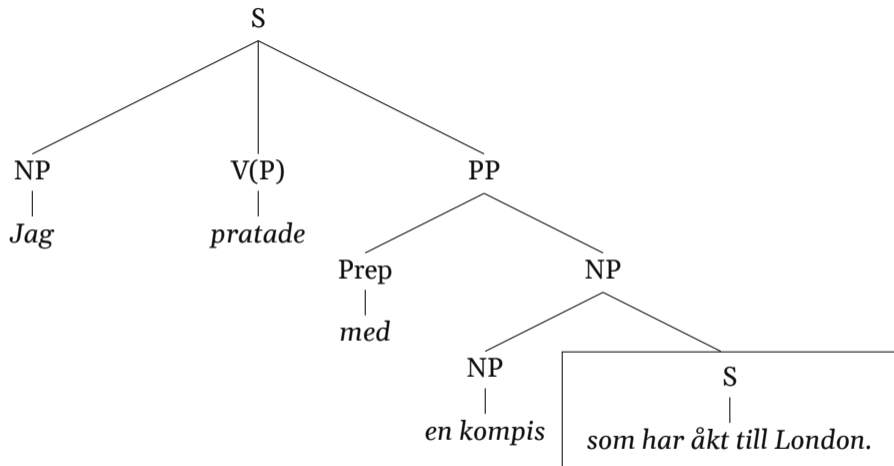 S
NP V(P) PP
Jag pratade
Prep NP
med
NP S
en kompis som har åkt till London.